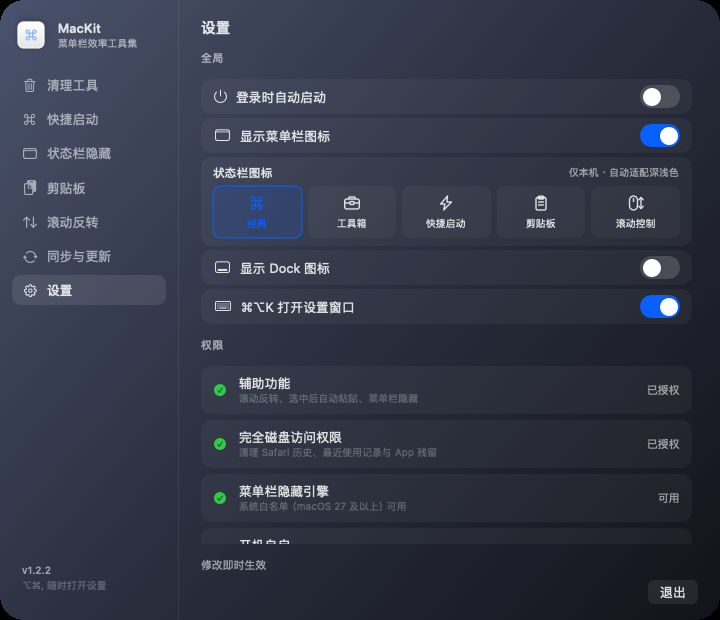 MacKit
菜单栏效率工具集
清理工具
快捷启动
状态栏隐藏
剪贴板
滚动反转
同步与更新
设置
v1.2.2
⌥⌘, 随时打开设置
设置
全局
登录时自动启动
显示菜单栏图标
状态栏图标
仅本机 · 自动适配深浅色
经典
工具箱
快捷启动
剪贴板
滚动控制
显示 Dock 图标
⌘⌥K 打开设置窗口
权限
辅助功能
滚动反转、选中后自动粘贴、菜单栏隐藏
已授权
完全磁盘访问权限
清理 Safari 历史、最近使用记录与 App 残留
已授权
菜单栏隐藏引擎
系统白名单（macOS 27 及以上）可用
可用
修改即时生效
退出